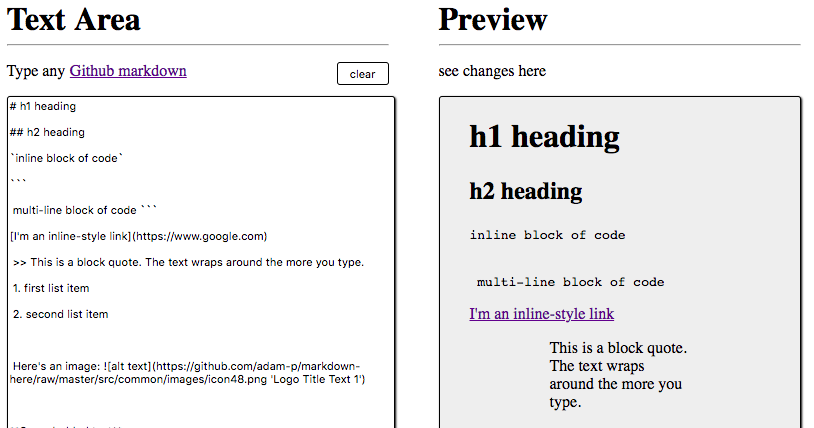 Text Area
Type any Github markdown
clear
# h1 heading
## h2 heading
`inline block of code`
```
multi-line block of code ```
[I'm an inline-style link](https://www.google.com)
>> This is a block quote. The text wraps around the more you type.
1. first list item
2. second list item
Here's an image: ![alt text](https://github.com/adam-p/markdown-
here/raw/master/src/common/images/icon48.png 'Logo Title Text 1')
Preview
see changes here
h1 heading
h2 heading
inline block of code
multi-line block of code
I'm an inline-style link
This is a block quote.
The text wraps
around the more you
type.